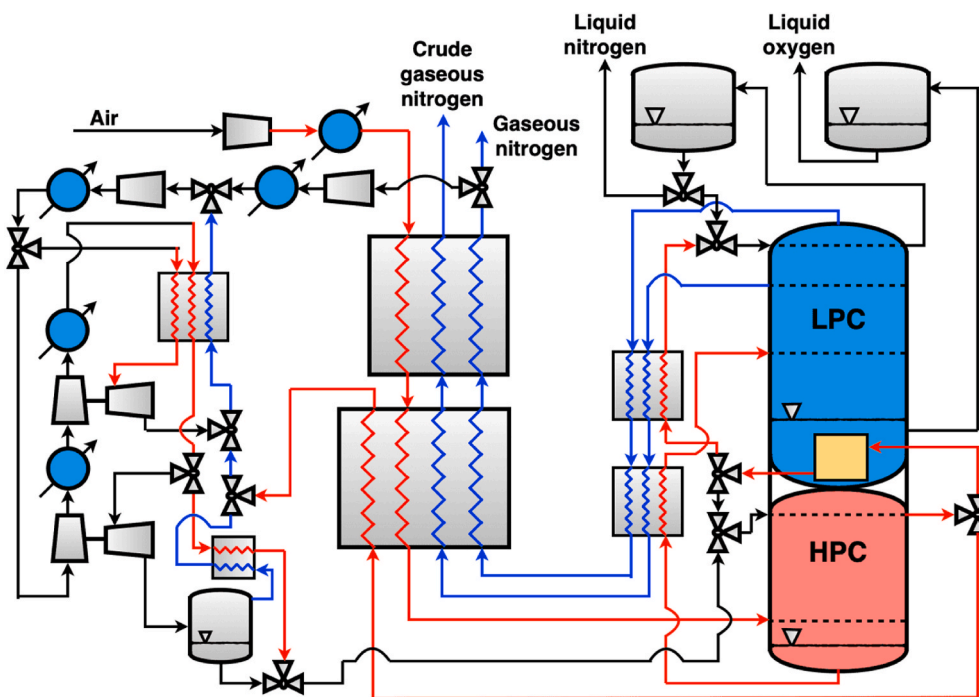 Liquid
nitrogen
Liquid
oxygen
Crude
gaseous
nitrogen
Air
Gaseous
nitrogen
LPC
HPC